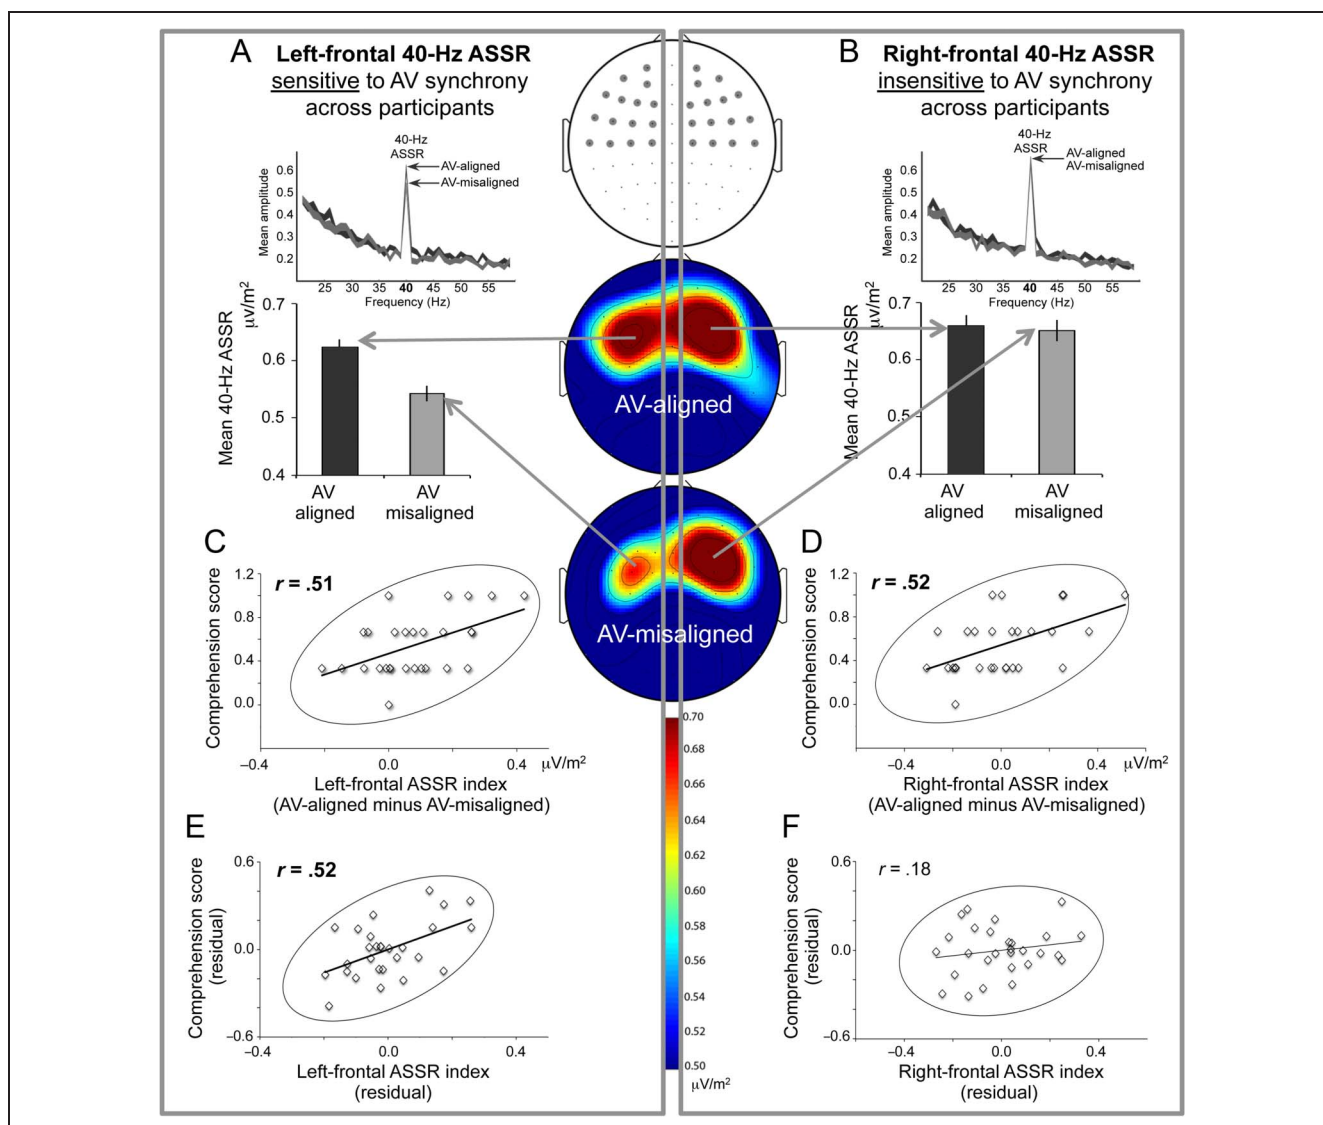 A
Left-frontal 40-Hz ASSR
sensitive to AV synchrony
across participants
40-Hz
ASSR
AV-aligned
AV-misaligned
Mean amplitude
0.6
0.5
0.4
0.3
0.2
25 30 35 40 45 50 55
Frequency (Hz)
μV/m²
Mean 40-Hz ASSR
0.7
0.6
0.5
0.4
AV
aligned
AV
misaligned
B
Right-frontal 40-Hz ASSR
insensitive to AV synchrony
across participants
40-Hz
ASSR
AV-aligned
AV-misaligned
Mean amplitude
0.6
0.5
0.4
0.3
0.2
25 30 35 40 45 50 55
Frequency (Hz)
μV/m²
Mean 40-Hz ASSR
0.7
0.6
0.5
0.4
AV
aligned
AV
misaligned
AV-aligned
AV-misaligned
C
r = .51
Comprehension score
1.2
0.8
0.4
0.0
–0.4 0.0 0.4 μV/m²
Left-frontal ASSR index
(AV-aligned minus AV-misaligned)
D
r = .52
Comprehension score
1.2
0.8
0.4
0.0
–0.4 0.0 0.4 μV/m²
Right-frontal ASSR index
(AV-aligned minus AV-misaligned)
0.70
0.68
0.66
0.64
0.62
0.60
0.58
0.56
0.54
0.52
0.50
μV/m²
E
r = .52
Comprehension score
(residual)
0.6
0.0
–0.6
–0.4 0.0 0.4
Left-frontal ASSR index
(residual)
F
r = .18
Comprehension score
(residual)
0.6
0.0
–0.6
–0.4 0.0 0.4
Right-frontal ASSR index
(residual)